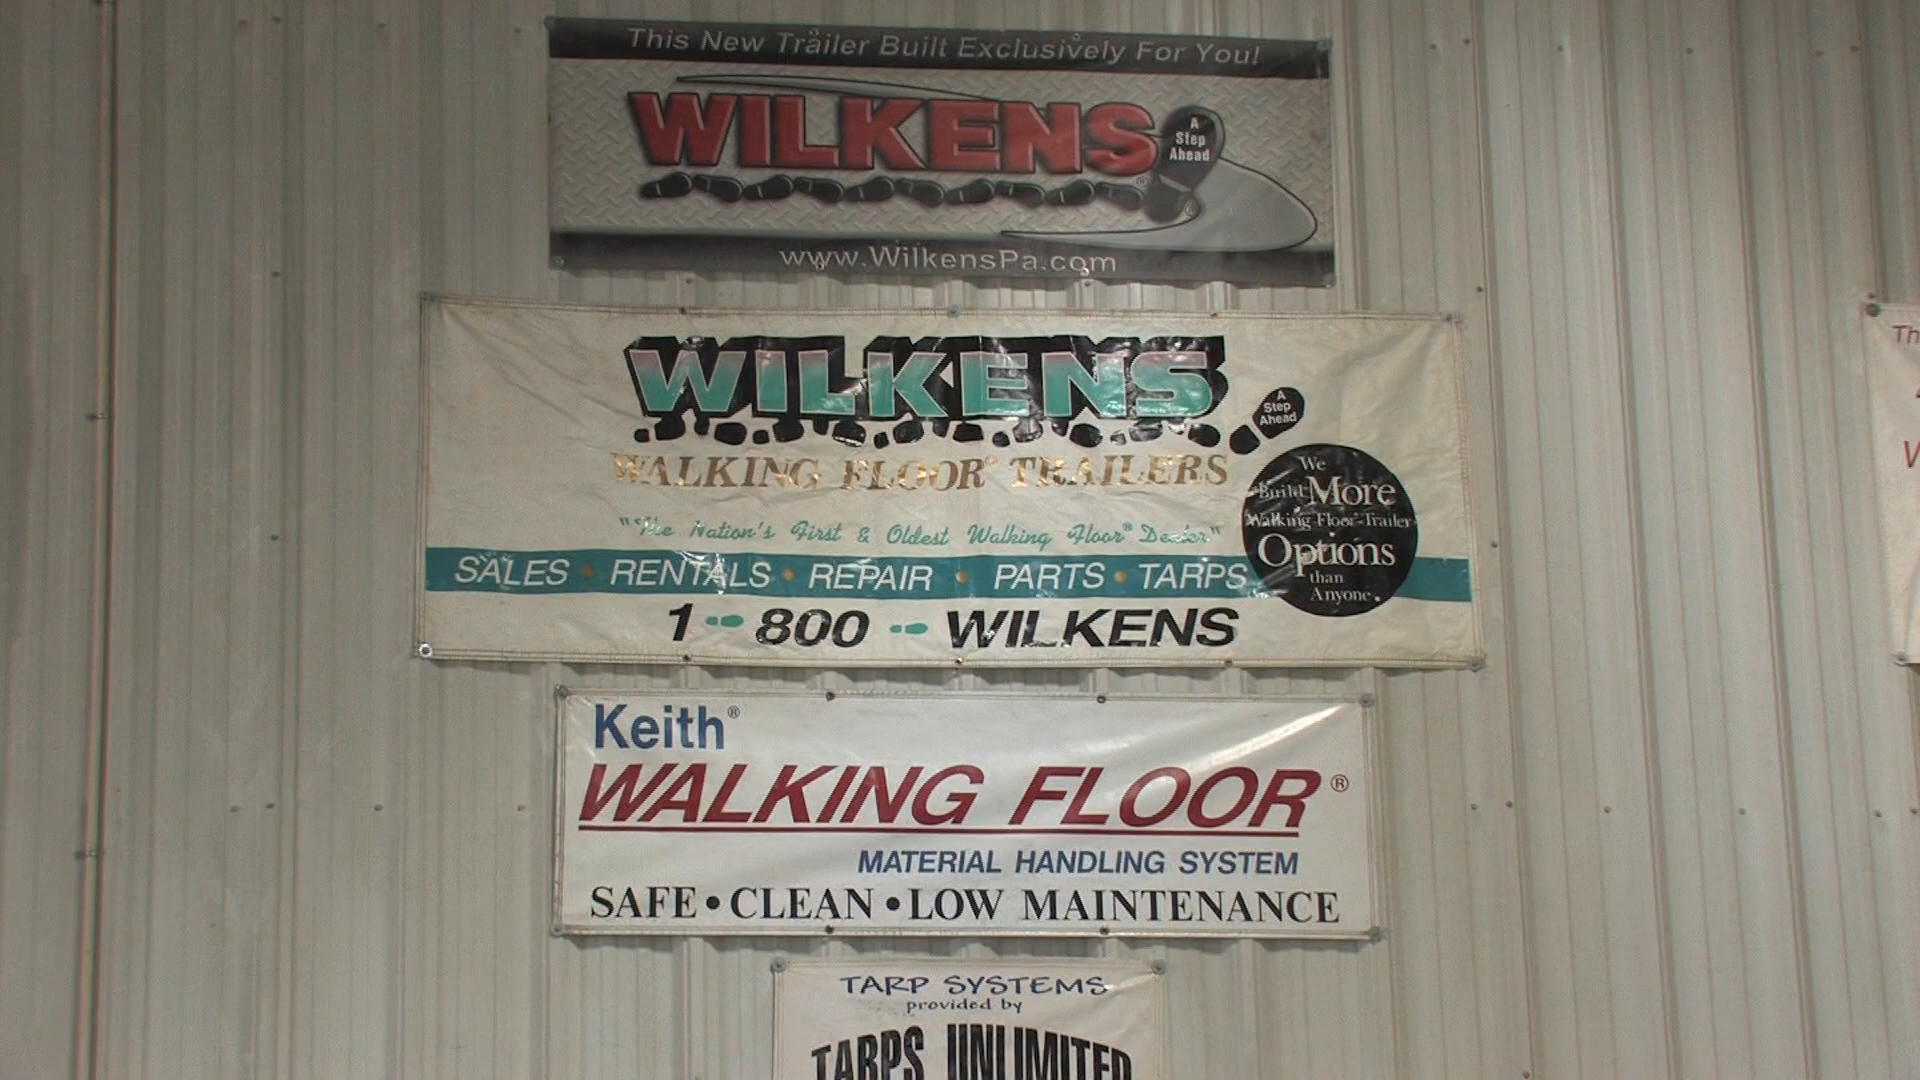 This New Trailer Built Exclusively For You!
WILKENS®
A
Step
Ahead
www.WilkensPa.com
WILKENS
A
Step
Ahead
WALKING FLOOR® TRAILERS
"The Nation's First & Oldest Walking Floor® Dealer"
We
Build More
Walking Floor® Trailer
Options
than
Anyone.
SALES • RENTALS • REPAIR • PARTS • TARPS
1 800 WILKENS
Keith®
WALKING FLOOR®
MATERIAL HANDLING SYSTEM
SAFE • CLEAN • LOW MAINTENANCE
TARP SYSTEMS
provided by
TARPS UNLIMITED
Th